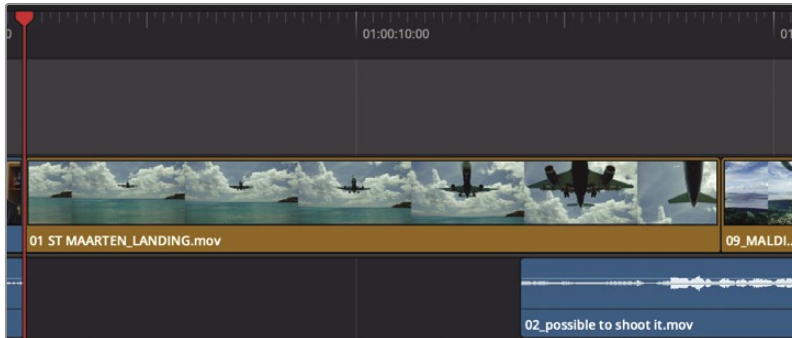 01:00:10:00
01 ST MAARTEN_LANDING.mov
09_MALDI...
02_possible to shoot it.mov